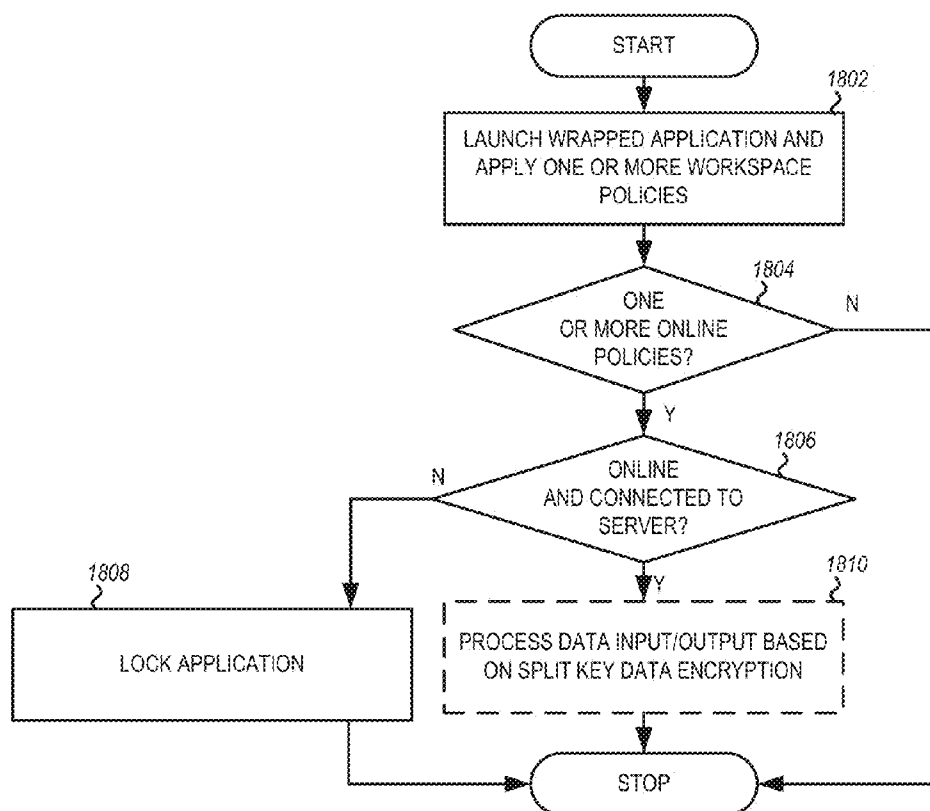 START
1802
LAUNCH WRAPPED APPLICATION AND
APPLY ONE OR MORE WORKSPACE
POLICIES
1804
ONE
OR MORE ONLINE
POLICIES?
N
Y
1806
ONLINE
AND CONNECTED TO
SERVER?
N
Y
1808
LOCK APPLICATION
1810
PROCESS DATA INPUT/OUTPUT BASED
ON SPLIT KEY DATA ENCRYPTION
STOP